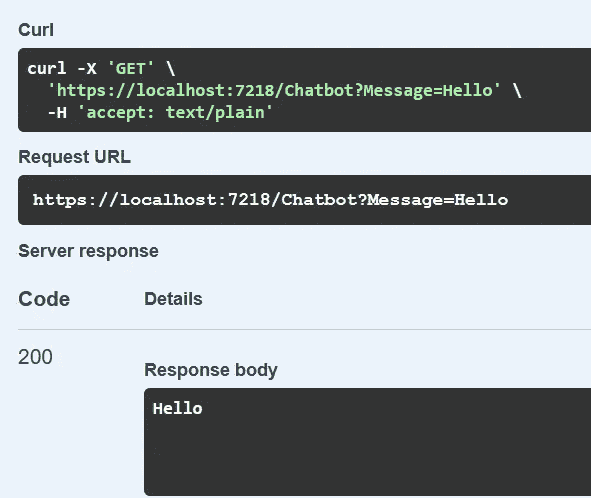 Curl
curl -X 'GET' \
'https://localhost:7218/Chatbot?Message=Hello' \
-H 'accept: text/plain'
Request URL
https://localhost:7218/Chatbot?Message=Hello
Server response
Code Details
200
Response body
Hello